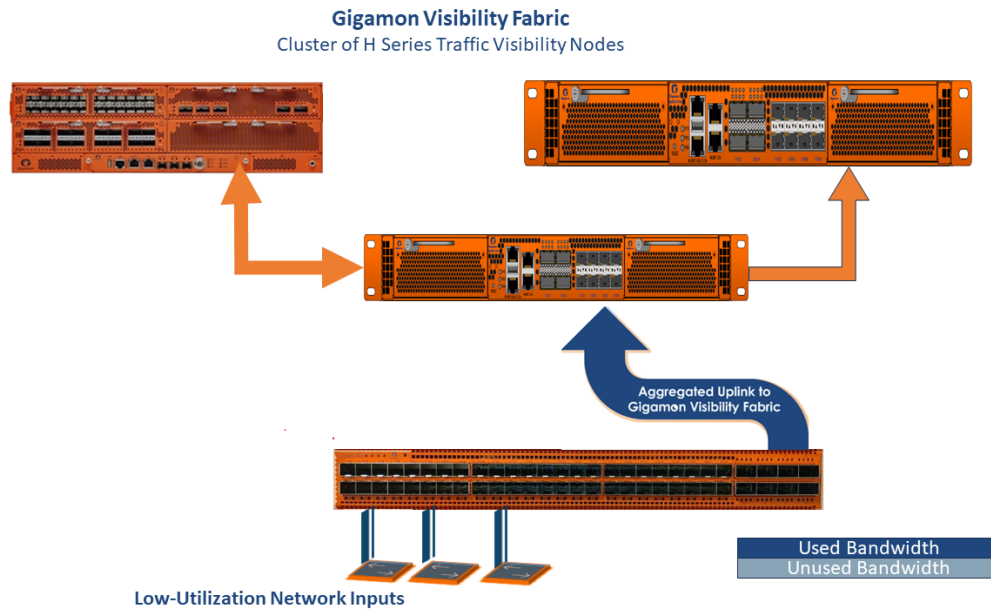 Gigamon Visibility Fabric
Cluster of H Series Traffic Visibility Nodes
Aggregated Uplink to
Gigamon Visibility Fabric
Used Bandwidth
Unused Bandwidth
Low-Utilization Network Inputs